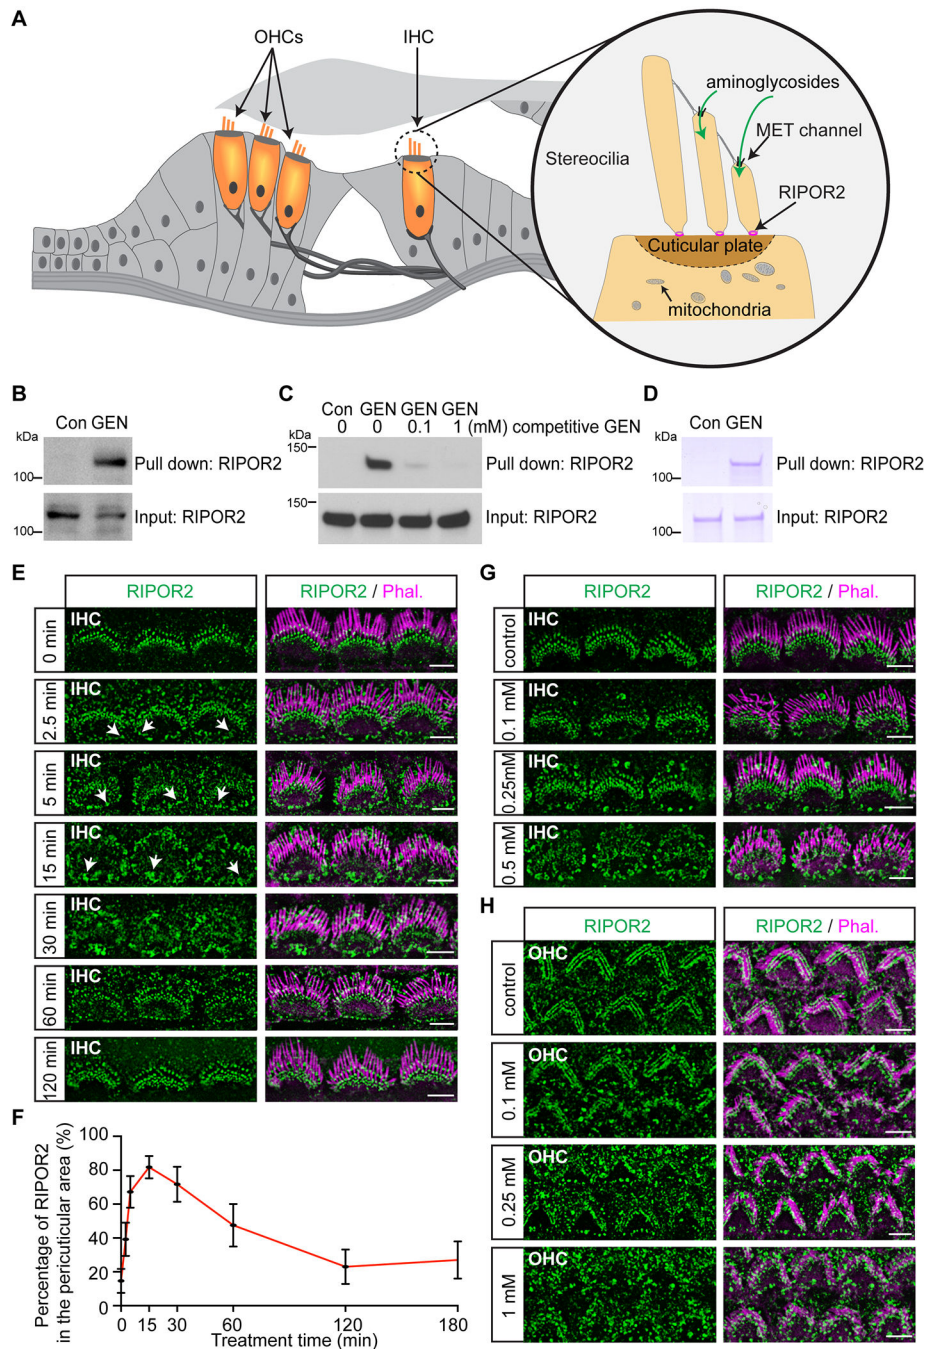 A
OHCs
IHC
aminoglycosides
MET channel
Stereocilia
RIPOR2
Cuticular plate
mitochondria
B
Con GEN
kDa
Pull down: RIPOR2
100
Input: RIPOR2
100
C
Con GEN GEN GEN
0 0 0.1 1 (mM) competitive GEN
kDa
150
Pull down: RIPOR2
150
Input: RIPOR2
D
Con GEN
kDa
Pull down: RIPOR2
100
Input: RIPOR2
100
E
RIPOR2
RIPOR2 / Phal.
0 min
IHC
2.5 min
IHC
5 min
IHC
15 min
IHC
30 min
IHC
60 min
IHC
120 min
IHC
F
Percentage of RIPOR2
in the pericuticular area (%)
100
80
60
40
20
0
0 15 30 60 120 180
Treatment time (min)
G
RIPOR2
RIPOR2 / Phal.
control
IHC
0.1 mM
IHC
0.25mM
IHC
0.5 mM
IHC
H
RIPOR2
RIPOR2 / Phal.
control
OHC
0.1 mM
OHC
0.25 mM
OHC
1 mM
OHC